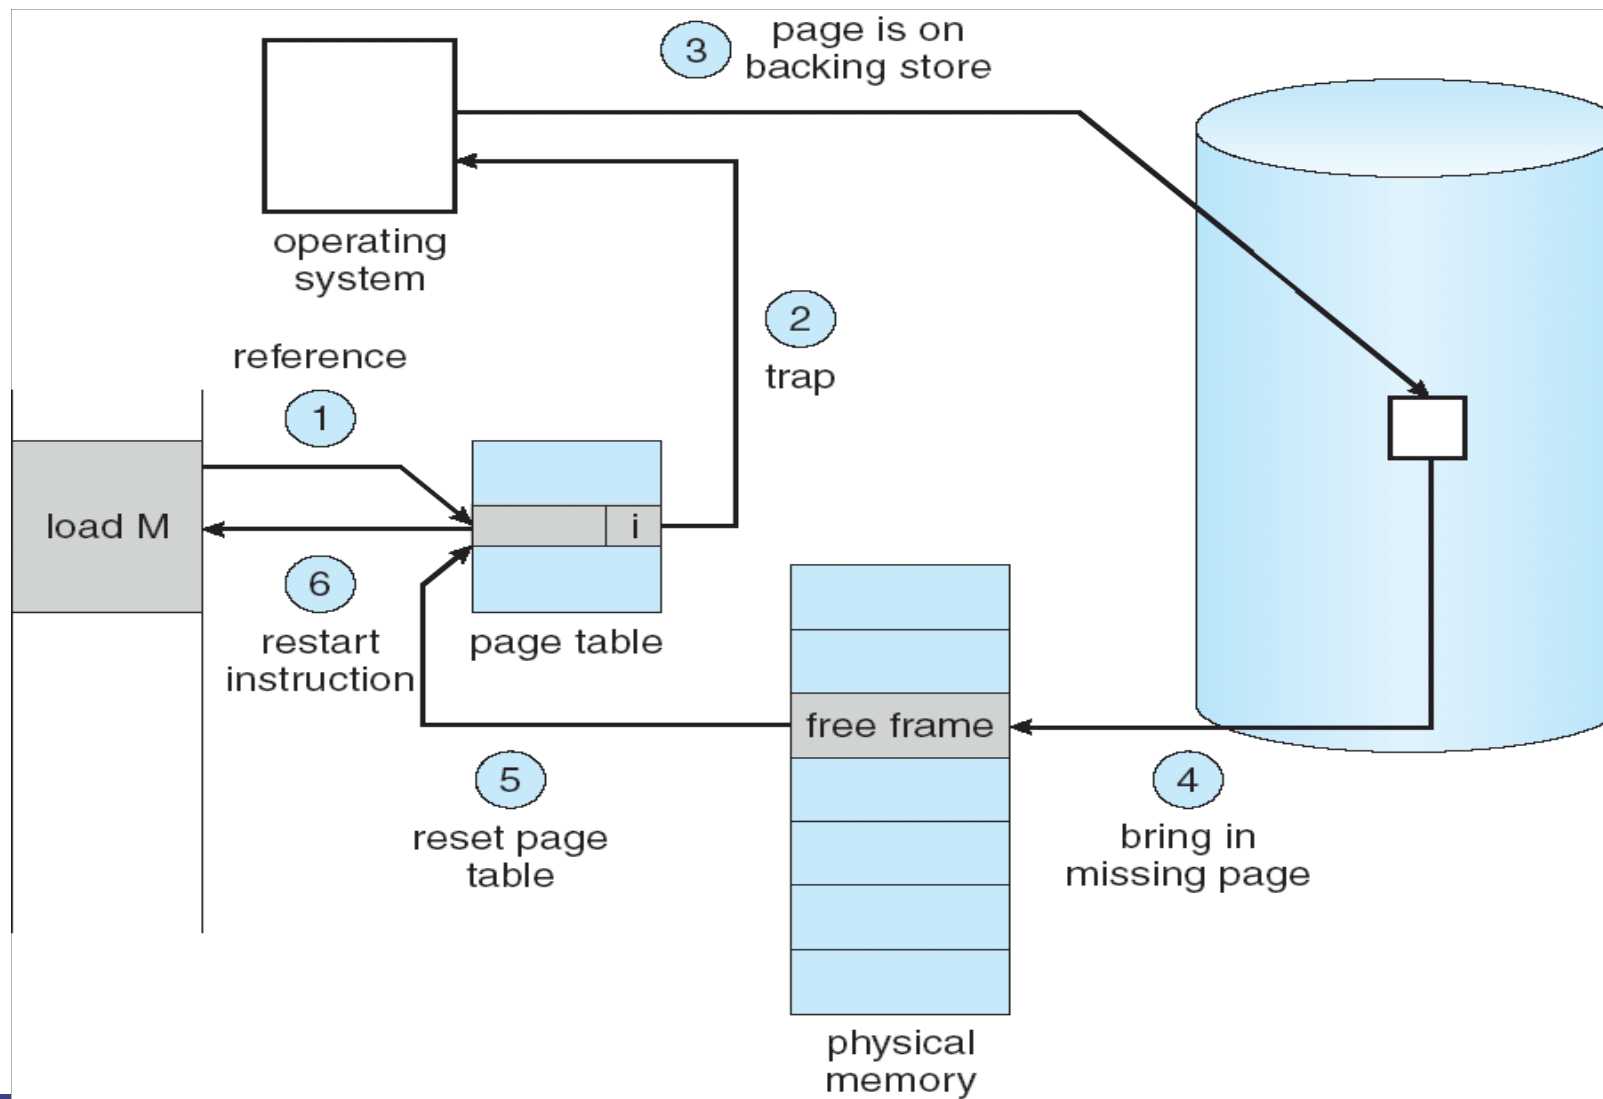 3
page is on
backing store
operating
system
2
trap
reference
1
load M
i
6
restart
instruction
page table
free frame
5
reset page
table
4
bring in
missing page
physical
memory